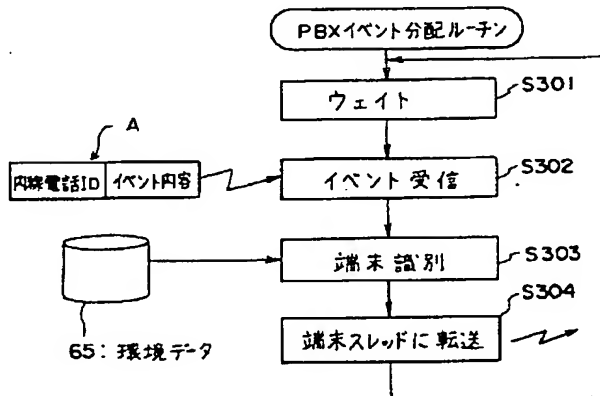 PBXイベント分配ルーチン
ウェイト
S301
A
内線電話ID イベント内容
イベント受信
S302
端末識別
S303
65:環境データ
端末スレッドに転送
S304